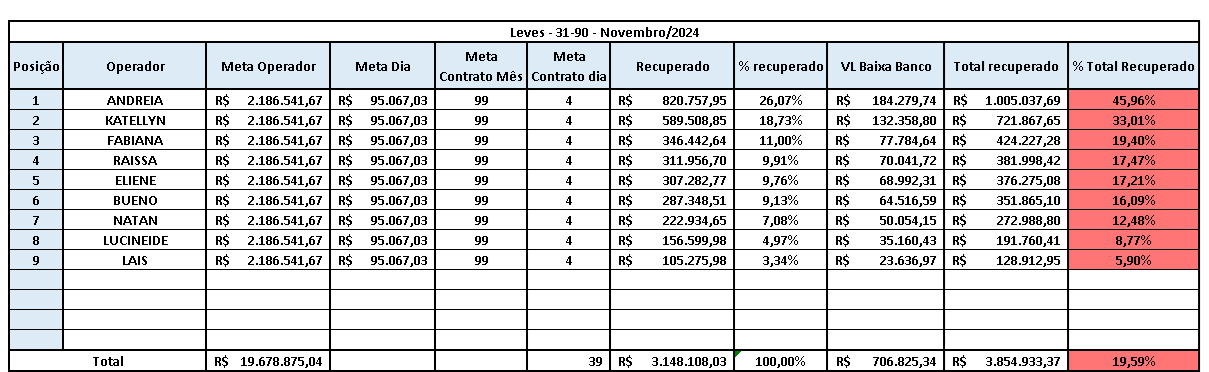 Leves - 31-90 - Novembro/2024
Posição Operador Meta Operador Meta Dia Meta Contrato Mês Meta Contrato dia Recuperado % recuperado VL Baixa Banco Total recuperado % Total Recuperado
1 ANDREIA R$ 2.186.541,67 R$ 95.067,03 99 4 R$ 820.757,95 26,07% R$ 184.279,74 R$ 1.005.037,69 45,96%
2 KATELLYN R$ 2.186.541,67 R$ 95.067,03 99 4 R$ 589.508,85 18,73% R$ 132.358,80 R$ 721.867,65 33,01%
3 FABIANA R$ 2.186.541,67 R$ 95.067,03 99 4 R$ 346.442,64 11,00% R$ 77.784,64 R$ 424.227,28 19,40%
4 RAISSA R$ 2.186.541,67 R$ 95.067,03 99 4 R$ 311.956,70 9,91% R$ 70.041,72 R$ 381.998,42 17,47%
5 ELIENE R$ 2.186.541,67 R$ 95.067,03 99 4 R$ 307.282,77 9,76% R$ 68.992,31 R$ 376.275,08 17,21%
6 BUENO R$ 2.186.541,67 R$ 95.067,03 99 4 R$ 287.348,51 9,13% R$ 64.516,59 R$ 351.865,10 16,09%
7 NATAN R$ 2.186.541,67 R$ 95.067,03 99 4 R$ 222.934,65 7,08% R$ 50.054,15 R$ 272.988,80 12,48%
8 LUCINEIDE R$ 2.186.541,67 R$ 95.067,03 99 4 R$ 156.599,98 4,97% R$ 35.160,43 R$ 191.760,41 8,77%
9 LAIS R$ 2.186.541,67 R$ 95.067,03 99 4 R$ 105.275,98 3,34% R$ 23.636,97 R$ 128.912,95 5,90%
Total R$ 19.678.875,04 39 R$ 3.148.108,03 100,00% R$ 706.825,34 R$ 3.854.933,37 19,59%